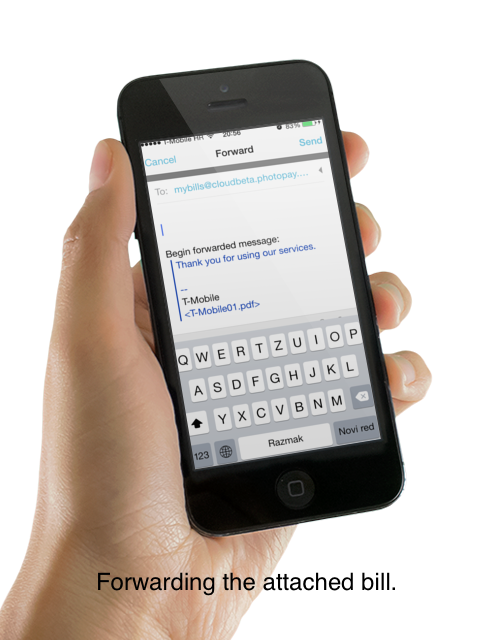 ●●●●● T-Mobile HR 20:56 83%
Cancel Forward Send
To: mybills@cloudbeta.photopay....
Begin forwarded message:
Thank you for using our services.
--
T-Mobile
<T-Mobile01.pdf>
Q W E R T Z U I O P
A S D F G H J K L
Y X C V B N M
123 Razmak Novi red
Forwarding the attached bill.